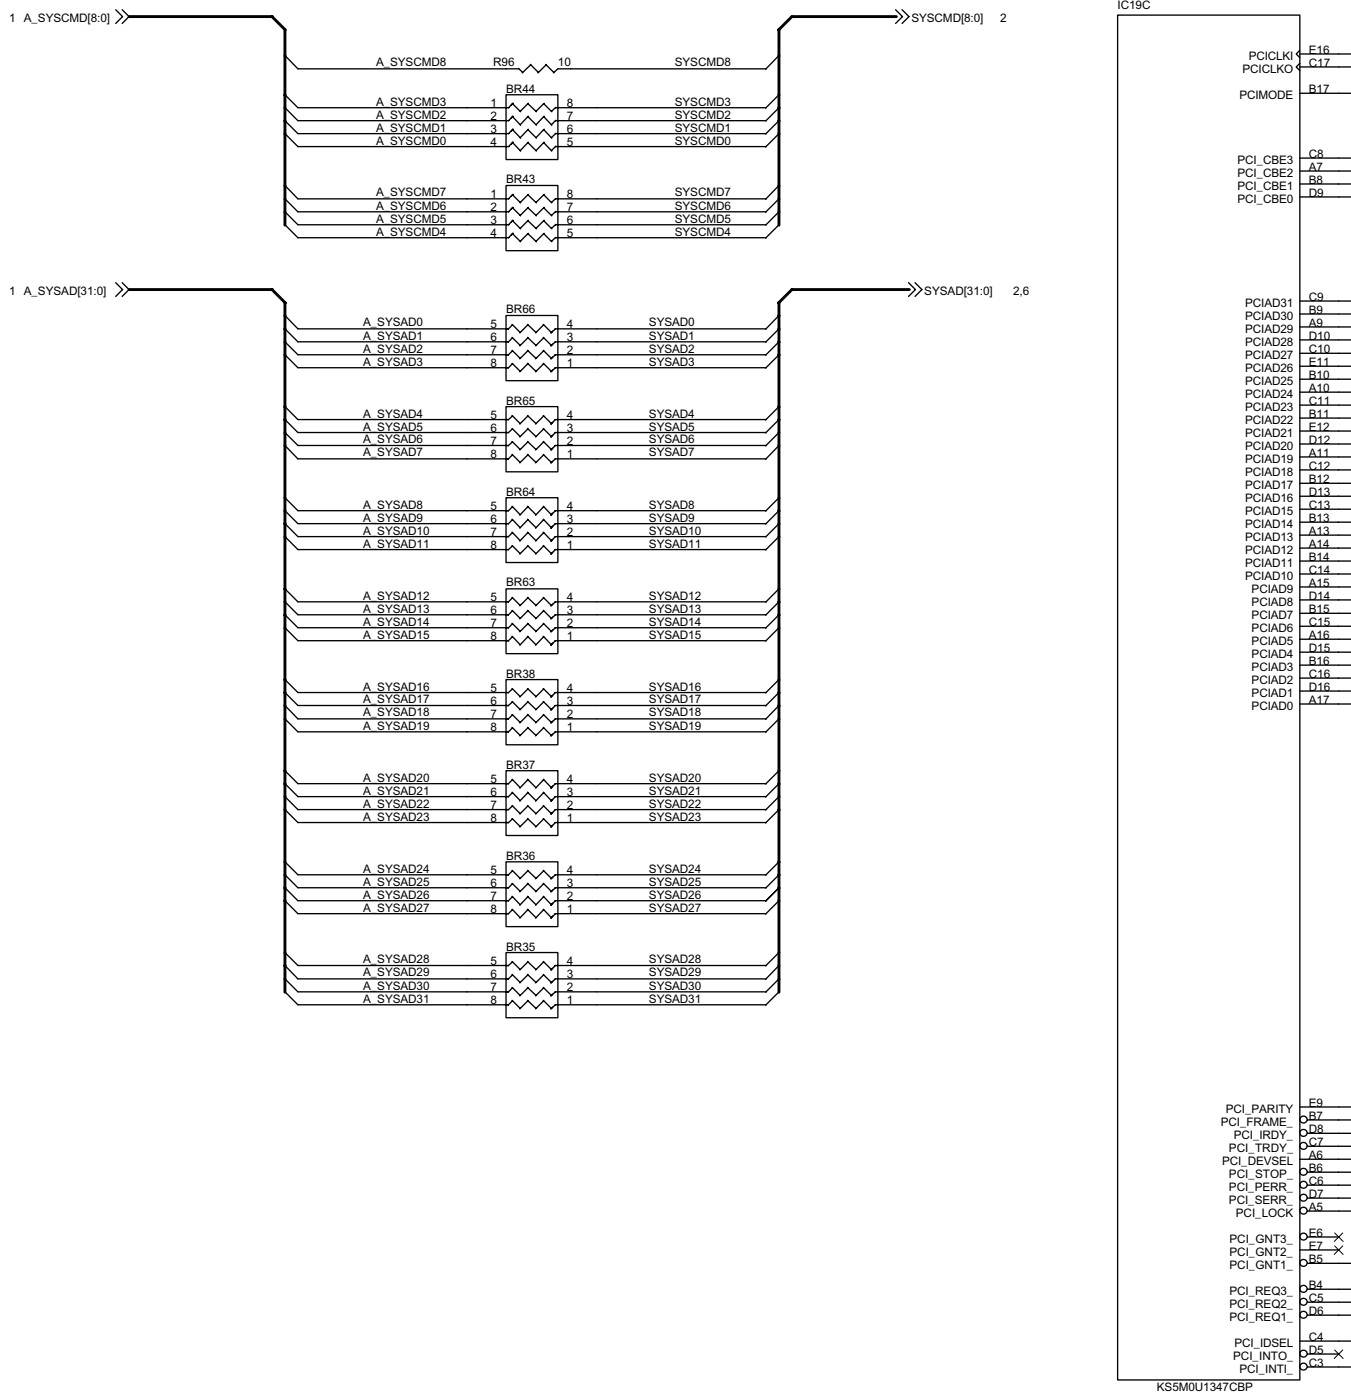 1 A_SYSCMD[8:0] SYSCMD[8:0] 2
A_SYSCMD8 R96 10 SYSCMD8
BR44
A_SYSCMD3 1 8 SYSCMD3
A_SYSCMD2 2 7 SYSCMD2
A_SYSCMD1 3 6 SYSCMD1
A_SYSCMD0 4 5 SYSCMD0
BR43
A_SYSCMD7 1 8 SYSCMD7
A_SYSCMD6 2 7 SYSCMD6
A_SYSCMD5 3 6 SYSCMD5
A_SYSCMD4 4 5 SYSCMD4
1 A_SYSAD[31:0] SYSAD[31:0] 2,6
BR66
A_SYSAD0 5 4 SYSAD0
A_SYSAD1 6 3 SYSAD1
A_SYSAD2 7 2 SYSAD2
A_SYSAD3 8 1 SYSAD3
BR65
A_SYSAD4 5 4 SYSAD4
A_SYSAD5 6 3 SYSAD5
A_SYSAD6 7 2 SYSAD6
A_SYSAD7 8 1 SYSAD7
BR64
A_SYSAD8 5 4 SYSAD8
A_SYSAD9 6 3 SYSAD9
A_SYSAD10 7 2 SYSAD10
A_SYSAD11 8 1 SYSAD11
BR63
A_SYSAD12 5 4 SYSAD12
A_SYSAD13 6 3 SYSAD13
A_SYSAD14 7 2 SYSAD14
A_SYSAD15 8 1 SYSAD15
BR38
A_SYSAD16 5 4 SYSAD16
A_SYSAD17 6 3 SYSAD17
A_SYSAD18 7 2 SYSAD18
A_SYSAD19 8 1 SYSAD19
BR37
A_SYSAD20 5 4 SYSAD20
A_SYSAD21 6 3 SYSAD21
A_SYSAD22 7 2 SYSAD22
A_SYSAD23 8 1 SYSAD23
BR36
A_SYSAD24 5 4 SYSAD24
A_SYSAD25 6 3 SYSAD25
A_SYSAD26 7 2 SYSAD26
A_SYSAD27 8 1 SYSAD27
BR35
A_SYSAD28 5 4 SYSAD28
A_SYSAD29 6 3 SYSAD29
A_SYSAD30 7 2 SYSAD30
A_SYSAD31 8 1 SYSAD31
IC19C
PCICLKI E16
PCICLKO C17
PCIMODE B17
PCI_CBE3 C8
PCI_CBE2 A7
PCI_CBE1 B8
PCI_CBE0 D9
PCIAD31 C9
PCIAD30 B9
PCIAD29 A9
PCIAD28 D10
PCIAD27 C10
PCIAD26 E11
PCIAD25 B10
PCIAD24 A10
PCIAD23 C11
PCIAD22 B11
PCIAD21 E12
PCIAD20 D12
PCIAD19 A11
PCIAD18 C12
PCIAD17 B12
PCIAD16 D13
PCIAD15 C13
PCIAD14 B13
PCIAD13 A13
PCIAD12 A14
PCIAD11 B14
PCIAD10 C14
PCIAD9 A15
PCIAD8 D14
PCIAD7 B15
PCIAD6 C15
PCIAD5 A16
PCIAD4 D15
PCIAD3 B16
PCIAD2 C16
PCIAD1 D16
PCIAD0 A17
PCI_PARITY E9
PCI_FRAME_ B7
PCI_IRDY_ D8
PCI_TRDY_ C7
PCI_DEVSEL A6
PCI_STOP_ B6
PCI_PERR_ C6
PCI_SERR_ D7
PCI_LOCK A5
PCI_GNT3_ E6
PCI_GNT2_ E7
PCI_GNT1_ B5
PCI_REQ3_ B4
PCI_REQ2_ C5
PCI_REQ1_ D6
PCI_IDSEL C4
PCI_INTO_ D5
PCI_INTI_ C3
KS5M0U1347CBP